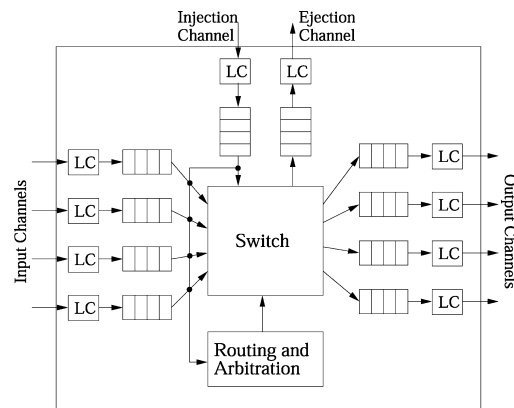 Injection
Channel
Ejection
Channel
LC
LC
LC
LC
LC
LC
LC
LC
LC
LC
Input Channels
Output Channels
Switch
Routing and
Arbitration